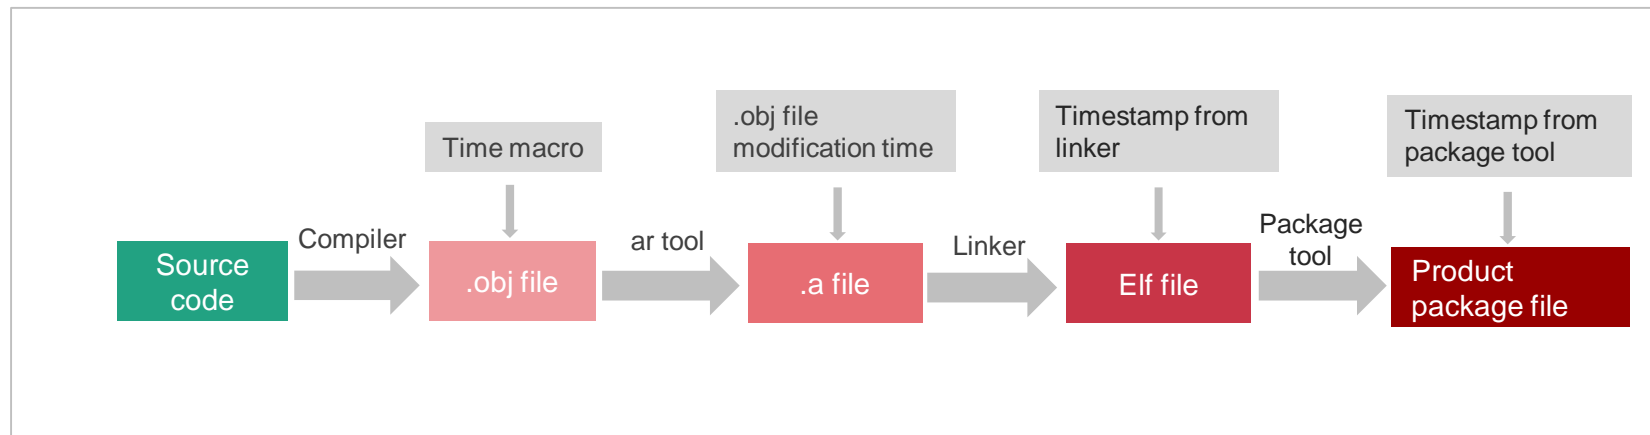 Time macro
.obj file
modification time
Timestamp from
linker
Timestamp from
package tool
Source
code
Compiler
.obj file
ar tool
.a file
Linker
Elf file
Package
tool
Product
package file